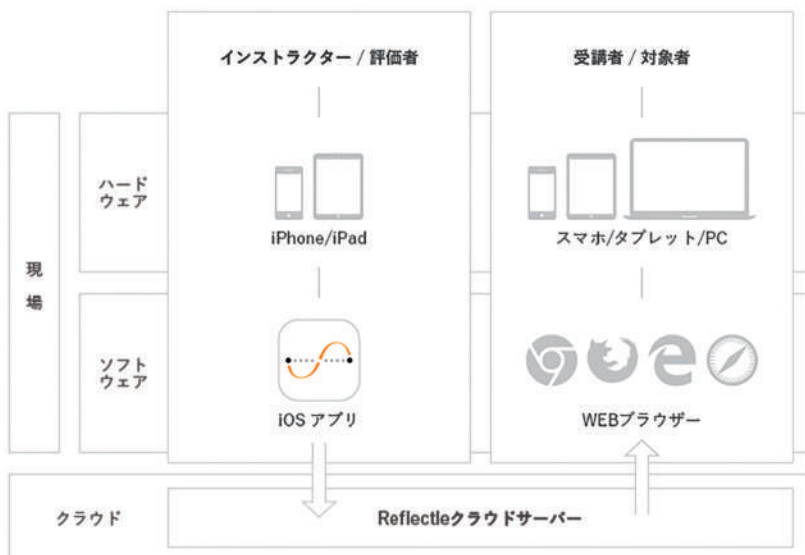 インストラクター / 評価者
受講者 / 対象者
現
場
ハード
ウェア
iPhone/iPad
スマホ/タブレット/PC
ソフト
ウェア
iOS アプリ
WEBブラウザー
クラウド
Reflectleクラウドサーバー